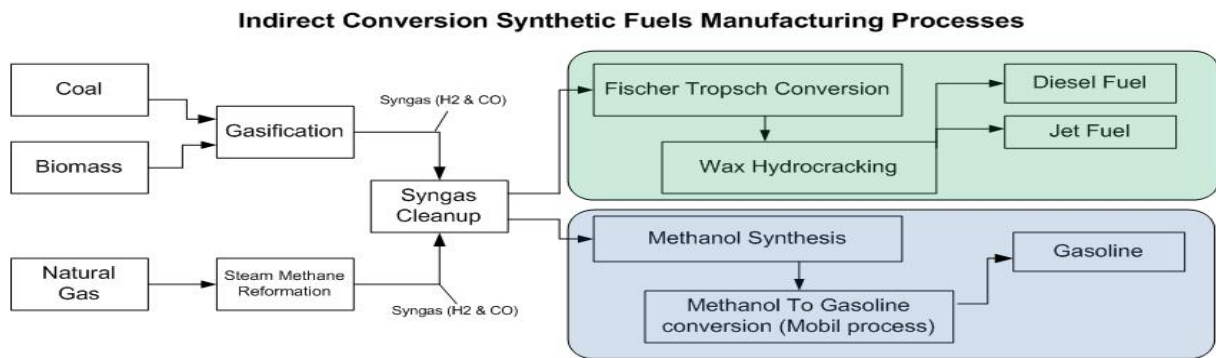 Indirect Conversion Synthetic Fuels Manufacturing Processes
Coal
Biomass
Gasification
Syngas (H2 & CO)
Natural
Gas
Steam Methane
Reformation
Syngas (H2 & CO)
Syngas
Cleanup
Fischer Tropsch Conversion
Wax Hydrocracking
Diesel Fuel
Jet Fuel
Methanol Synthesis
Methanol To Gasoline
conversion (Mobil process)
Gasoline